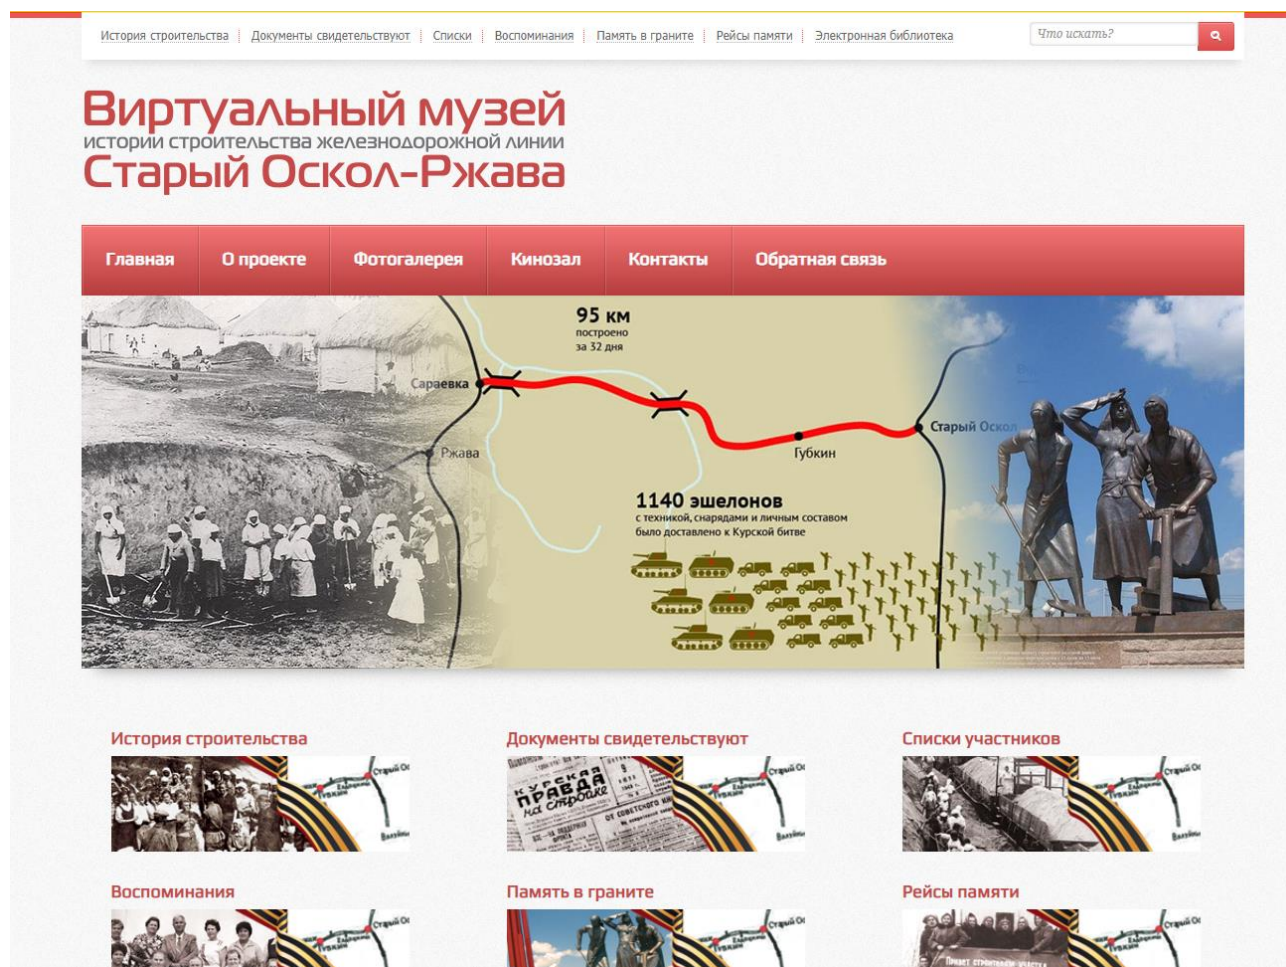 История строительства
Документы свидетельствуют
Списки
Воспоминания
Память в граните
Рейсы памяти
Электронная библиотека
Что искать?
Виртуальный музей
истории строительства железнодорожной линии
Старый Оскол-Ржава
Главная
О проекте
Фотогалерея
Кинозал
Контакты
Обратная связь
95 км
построено
за 32 дня
Сараевка
Ржава
Старый Оскол
Губкин
1140 эшелонов
с техникой, снарядами и личным составом
было доставлено к Курской битве
История строительства
Документы свидетельствуют
Списки участников
КУРСКАЯ
ПРАВДА
на стройке
Воспоминания
Память в граните
Рейсы памяти